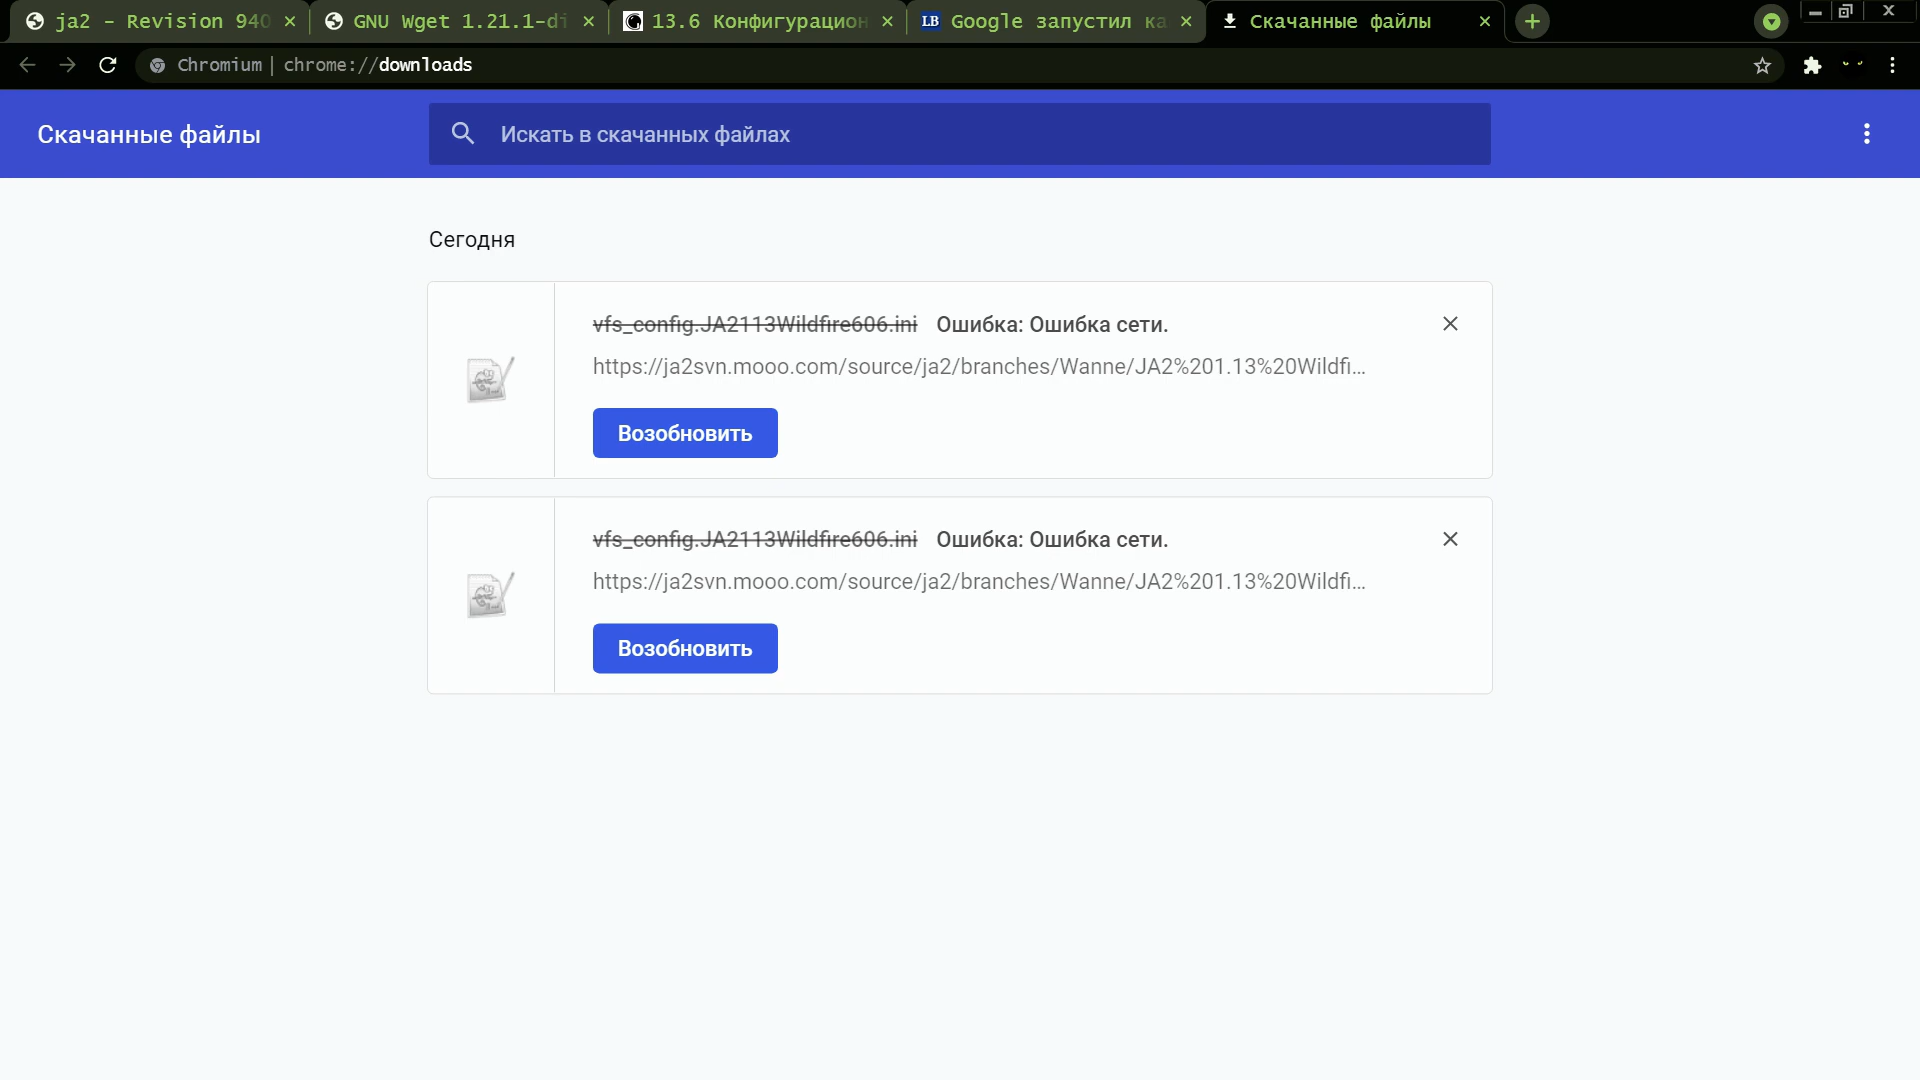 ja2 - Revision 940
GNU Wget 1.21.1-di
13.6 Конфигурацион
LB Google запустил ка
Скачанные файлы
Chromium | chrome://downloads
Скачанные файлы
Искать в скачанных файлах
Сегодня
vfs_config.JA2113Wildfire606.ini Ошибка: Ошибка сети.
https://ja2svn.mooo.com/source/ja2/branches/Wanne/JA2%201.13%20Wildfi...
Возобновить
vfs_config.JA2113Wildfire606.ini Ошибка: Ошибка сети.
https://ja2svn.mooo.com/source/ja2/branches/Wanne/JA2%201.13%20Wildfi...
Возобновить